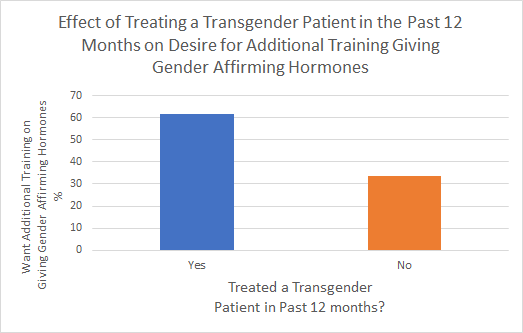 Effect of Treating a Transgender Patient in the Past 12
Months on Desire for Additional Training Giving
Gender Affirming Hormones
Want Additional Training on
Giving Gender Affirming Hormones
%
70
60
50
40
30
20
10
0
Yes
No
Treated a Transgender
Patient in Past 12 months?